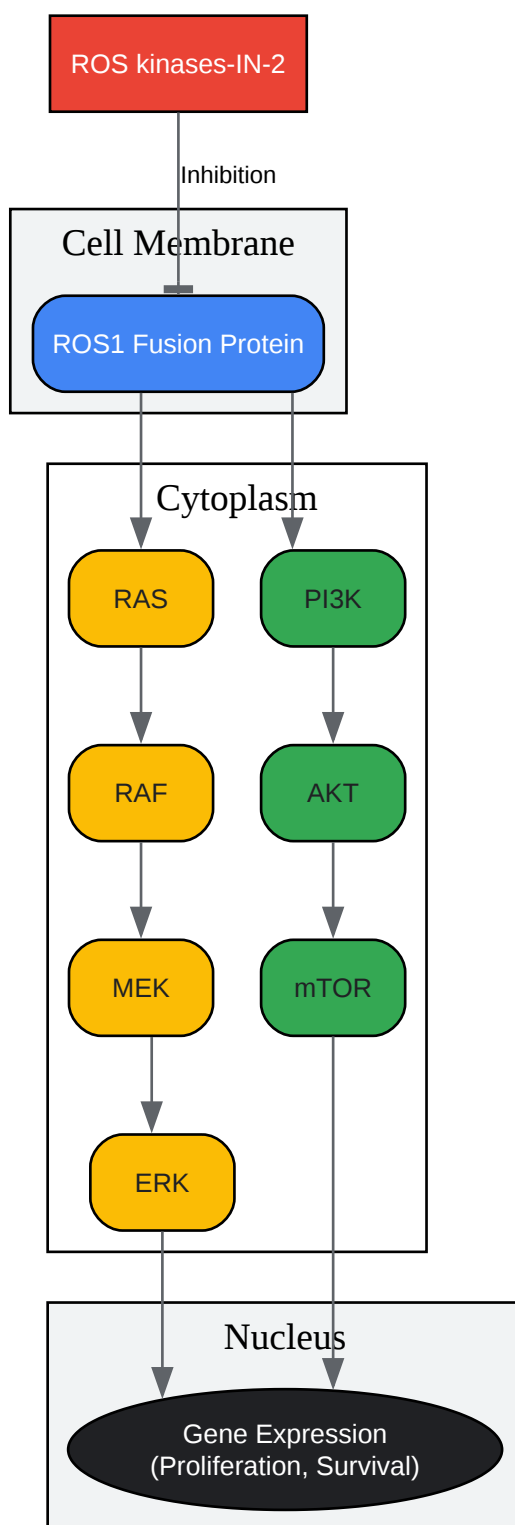 ROS kinases-IN-2
Inhibition
Cell Membrane
ROS1 Fusion Protein
Cytoplasm
RAS
PI3K
RAF
AKT
MEK
mTOR
ERK
Nucleus
Gene Expression
(Proliferation, Survival)